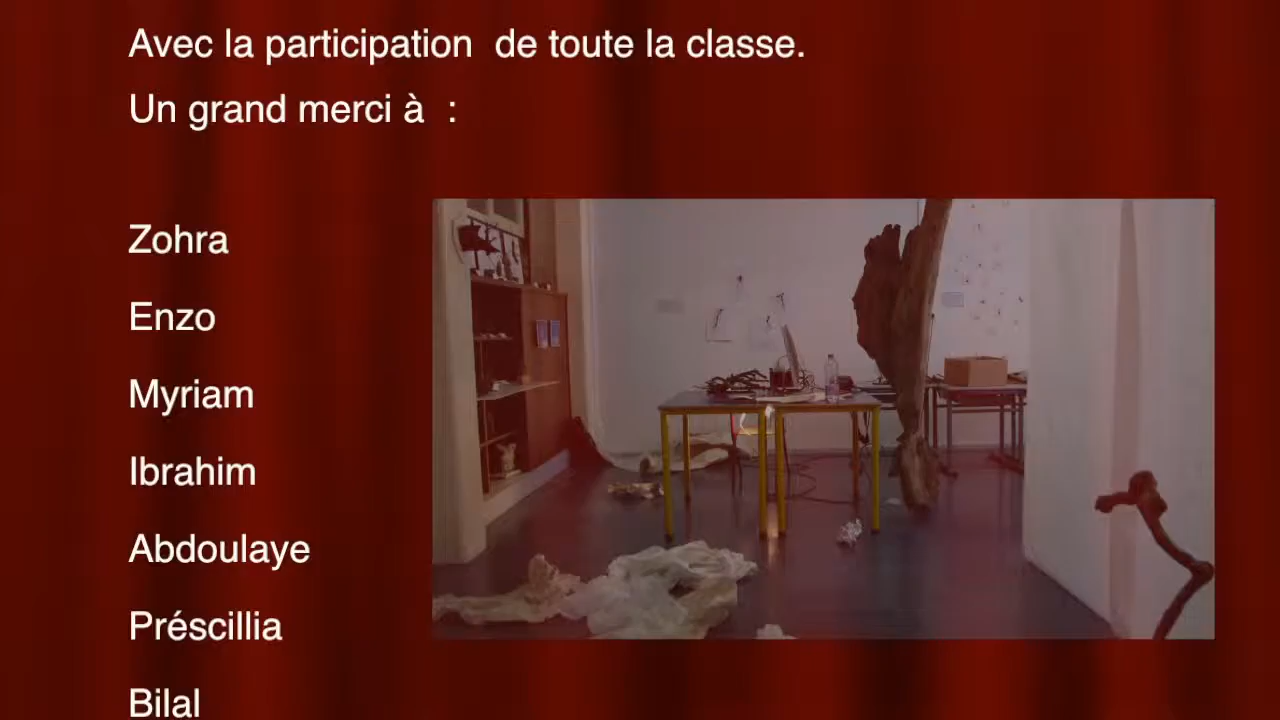 Avec la participation  de toute la classe.
Un grand merci à  :
Zohra
Enzo
Myriam
Ibrahim
Abdoulaye
Préscillia
Bilal